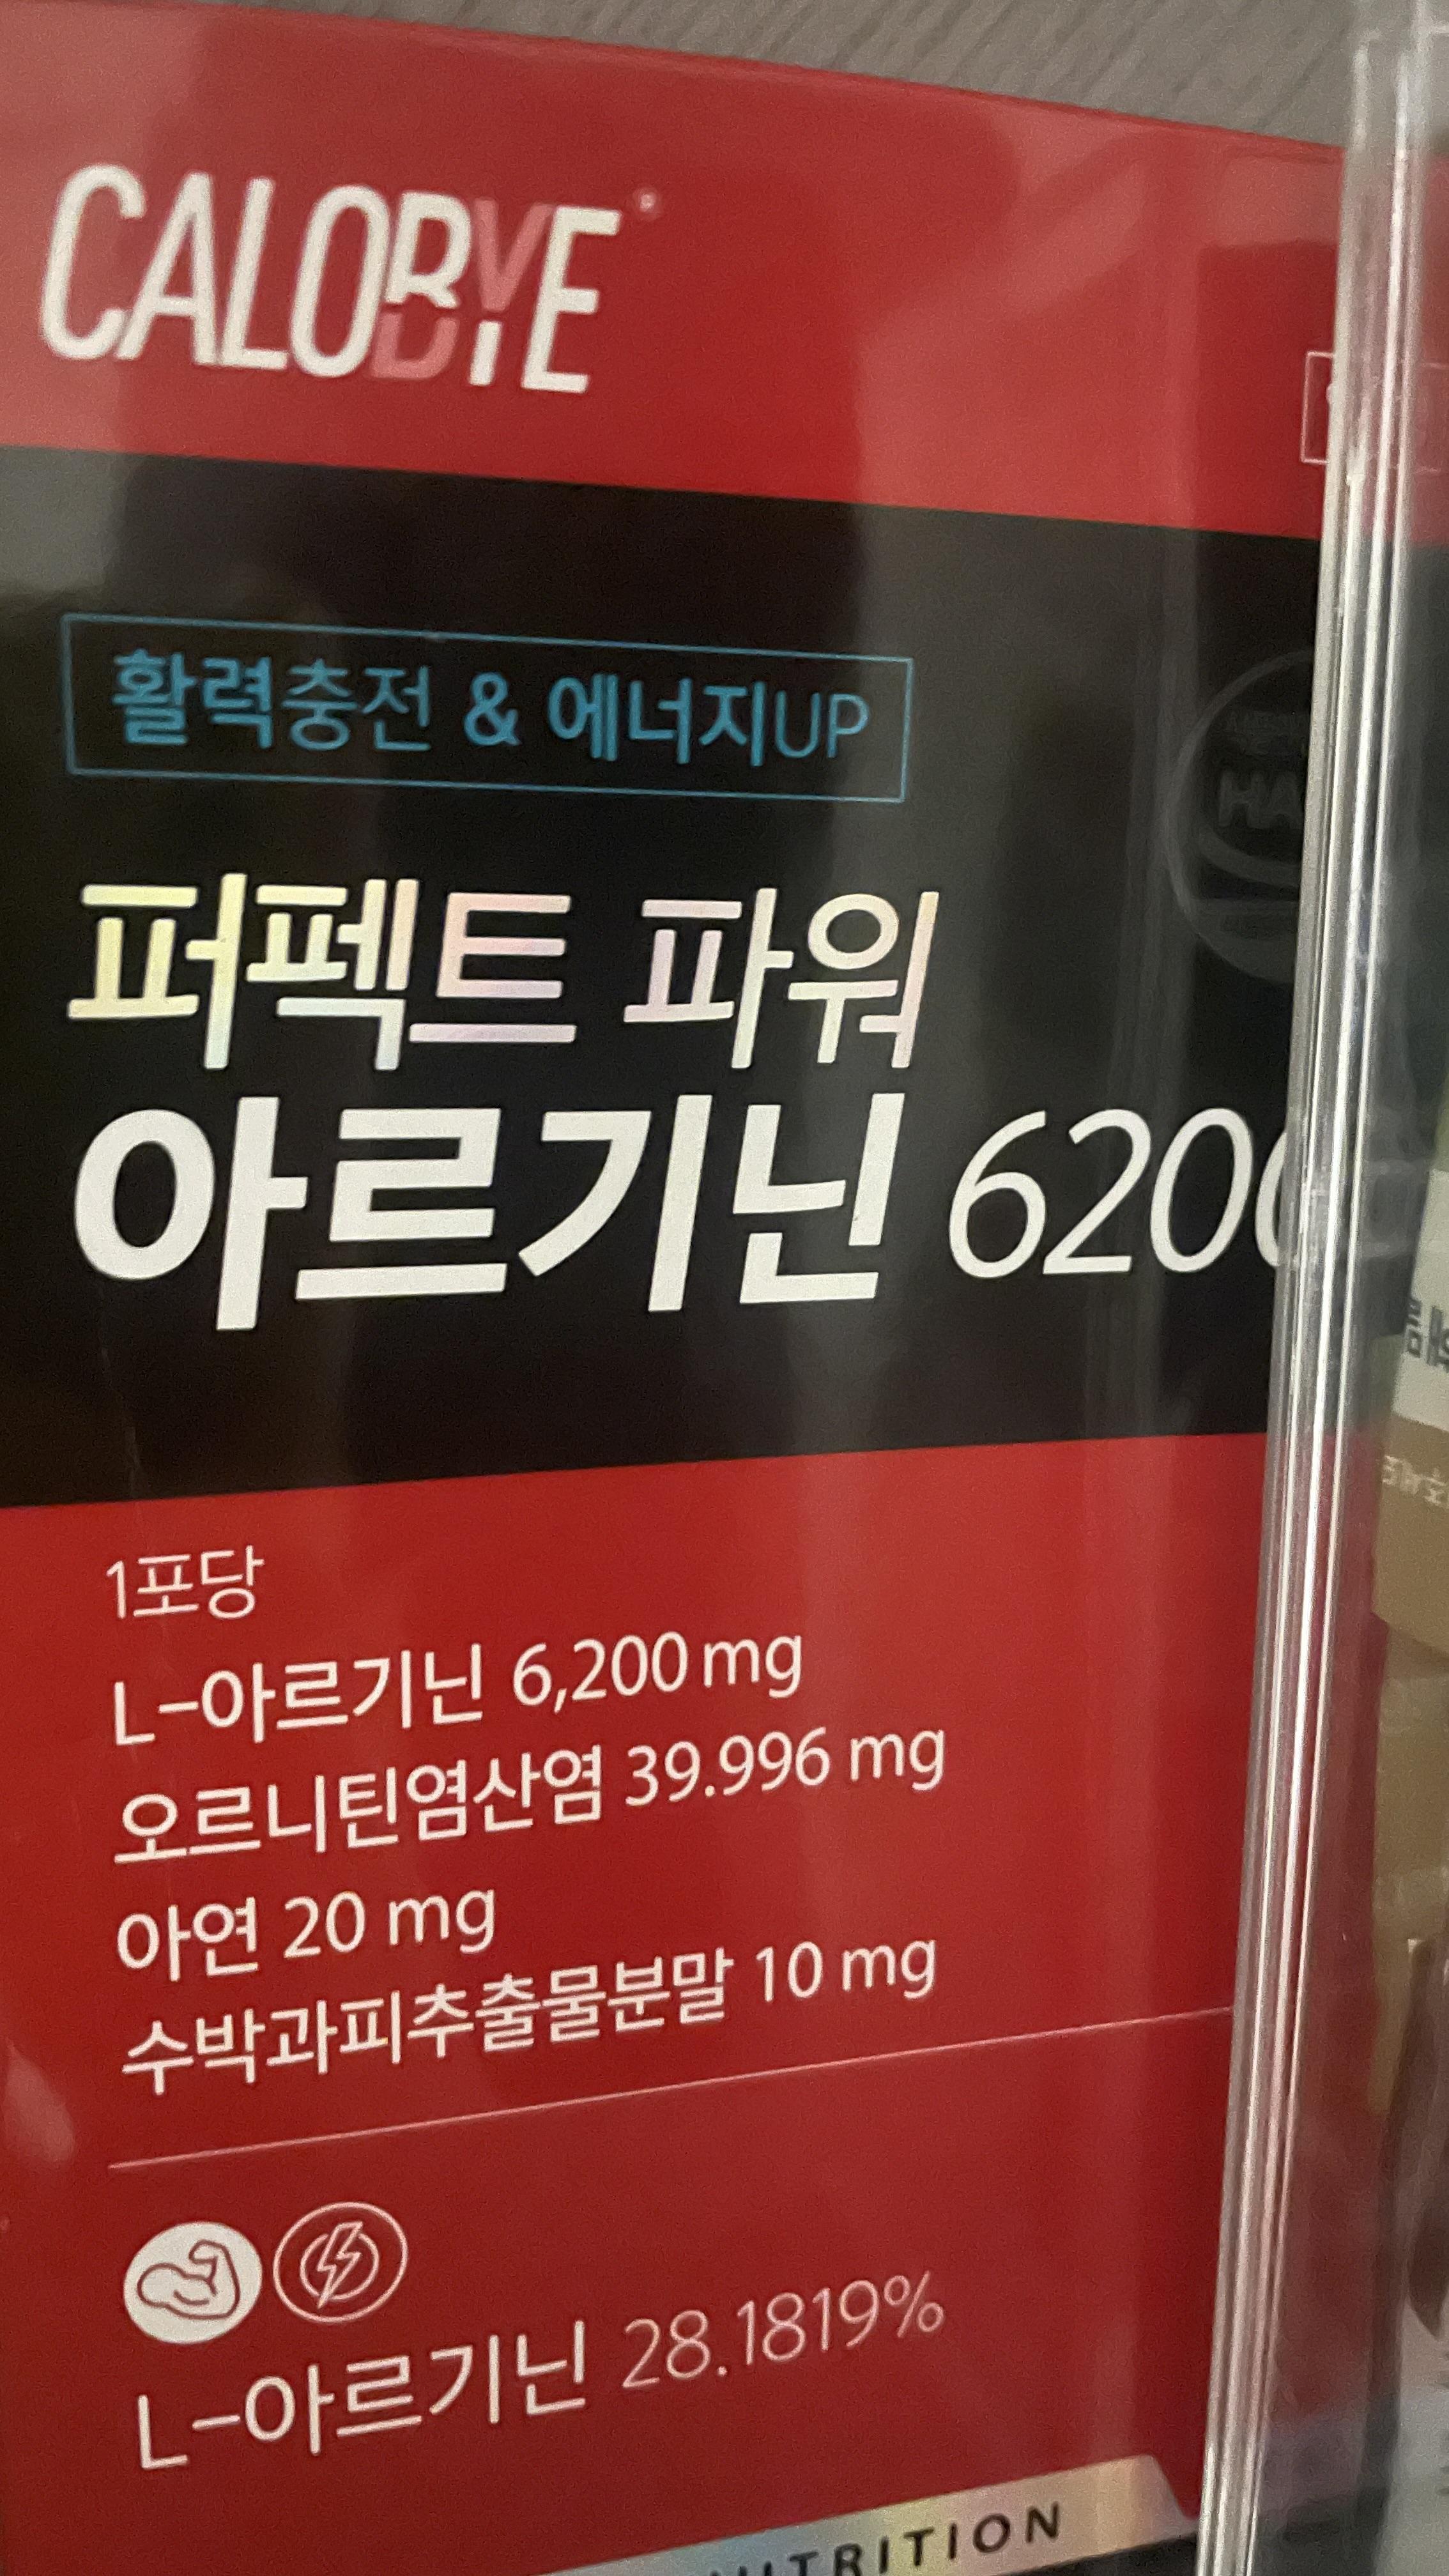 CALOBYE
활력충전 & 에너지UP
퍼펙트 파워
아르기닌 6200
1포당
L-아르기닌 6,200 mg
오르니틴염산염 39.996 mg
아연 20 mg
수박과피추출물분말 10 mg
L-아르기닌 28.1819%